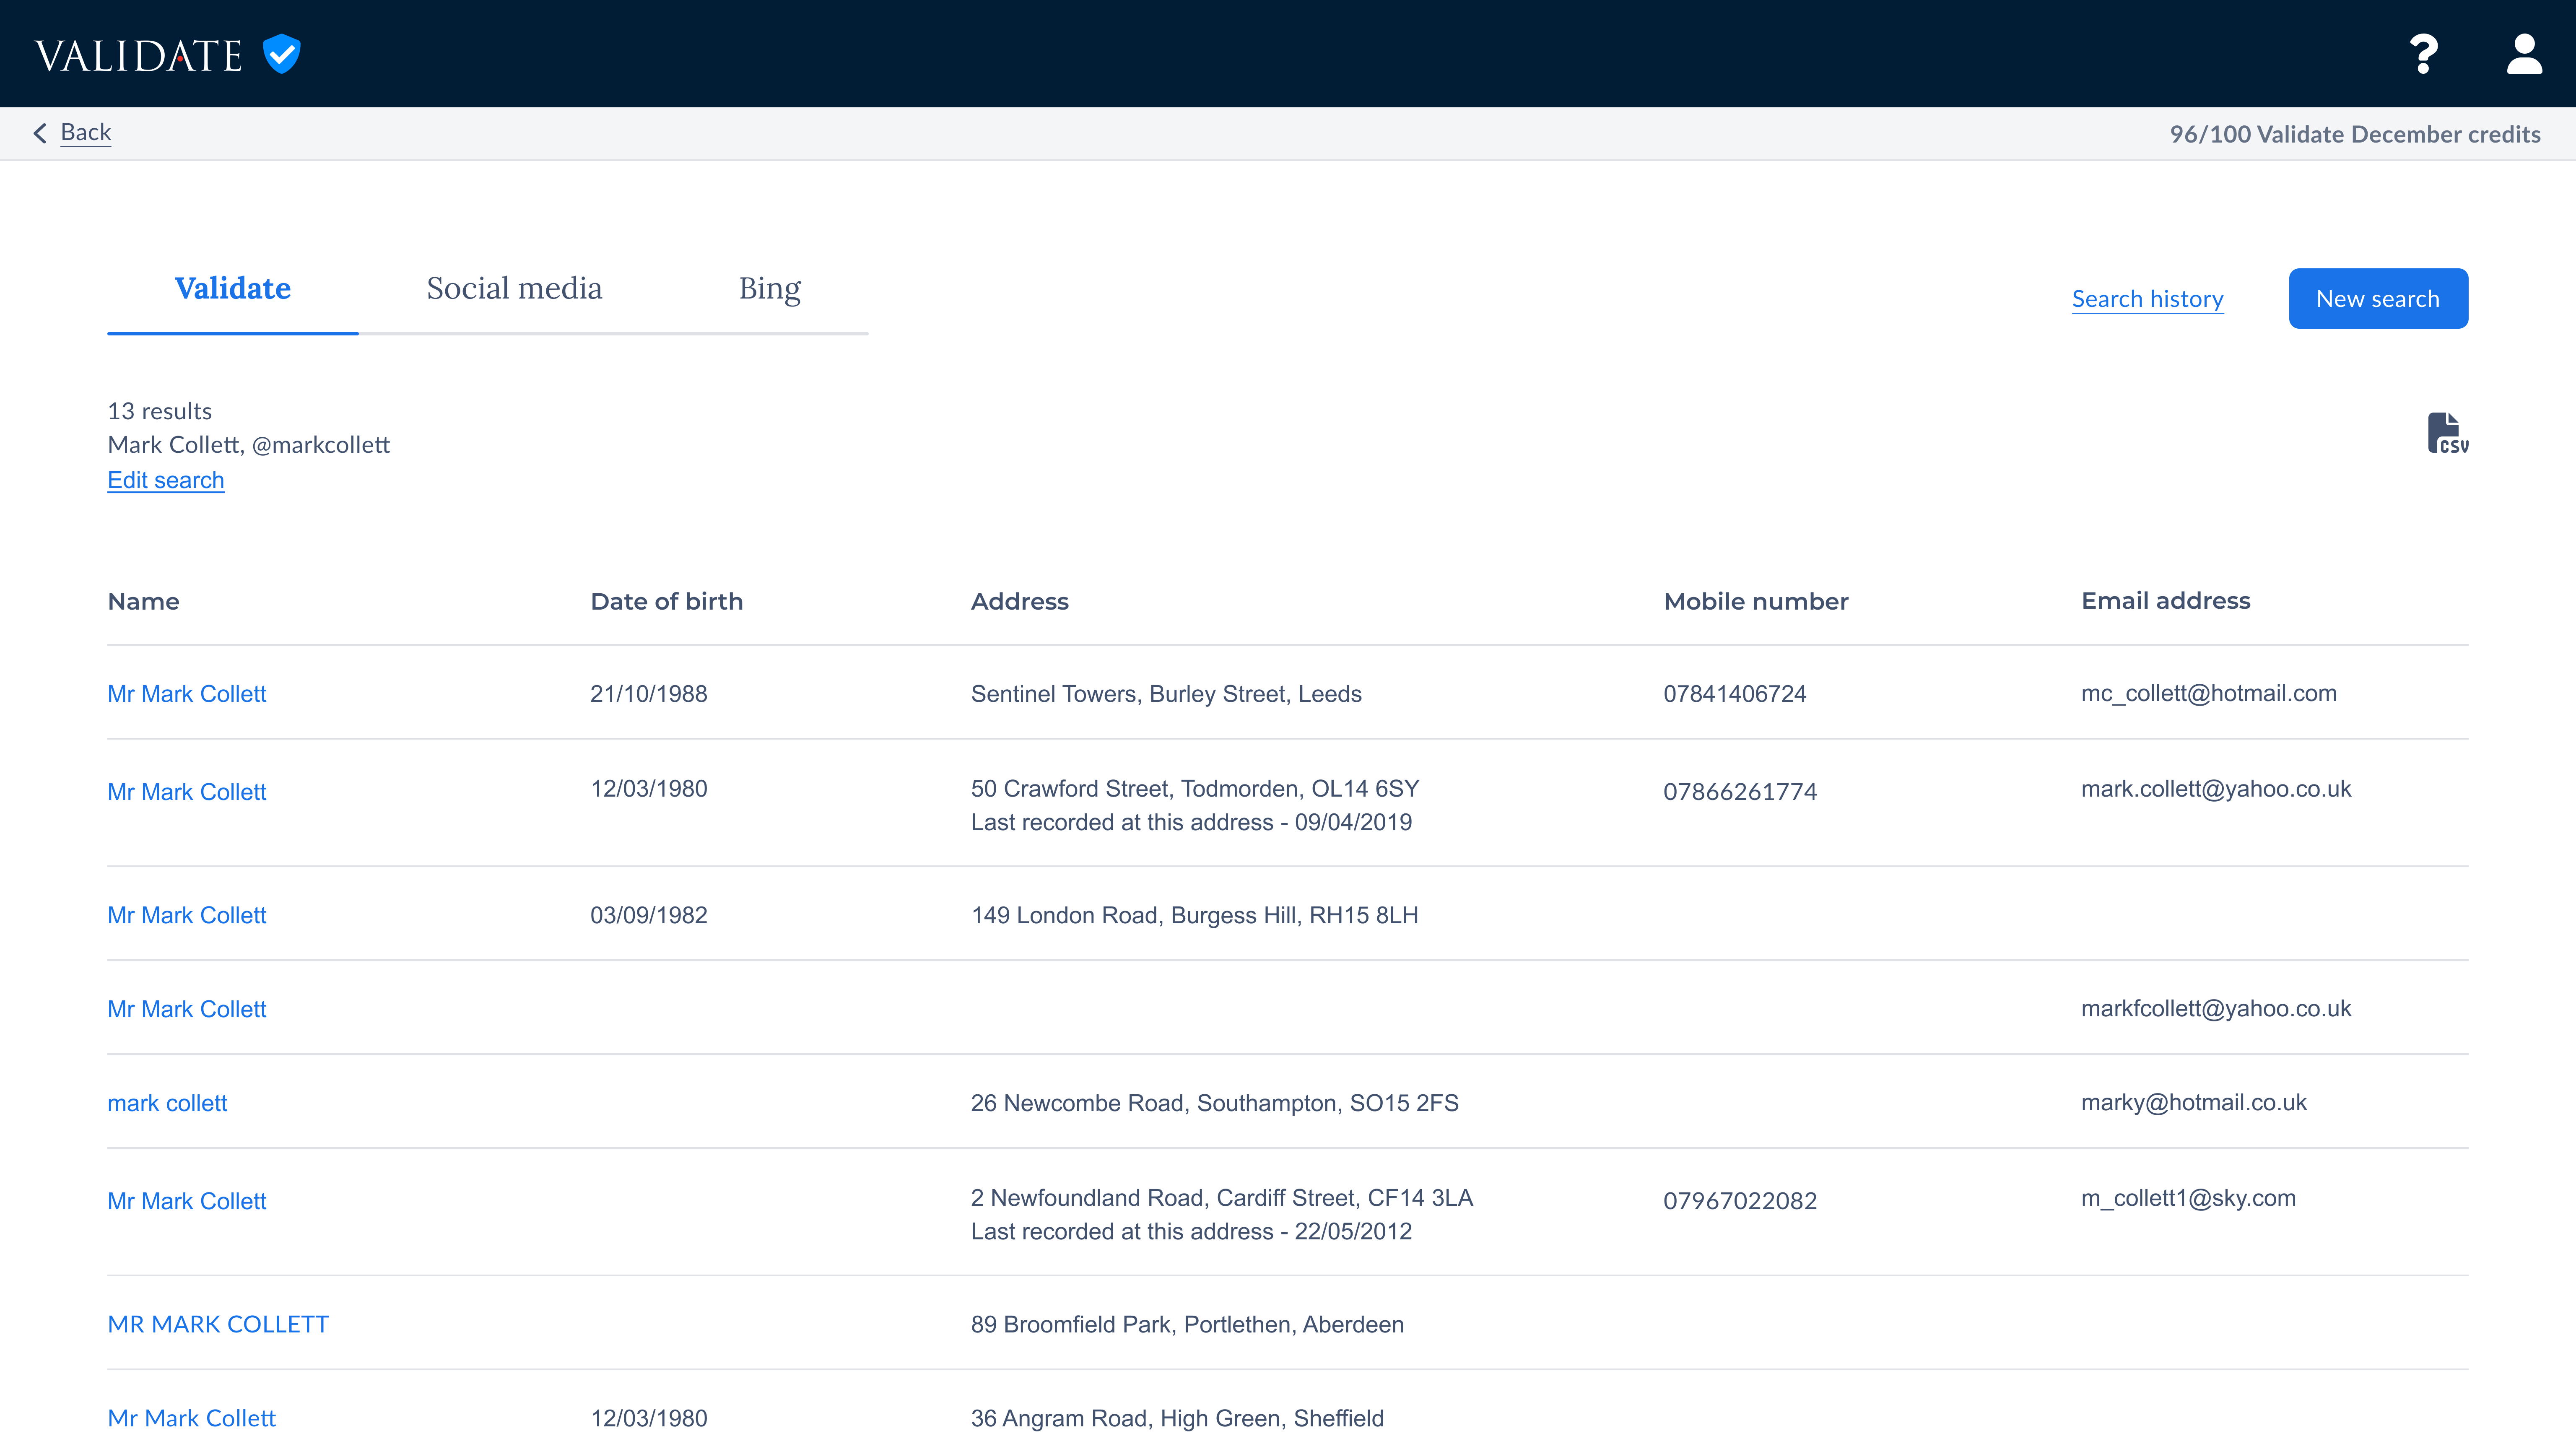 VALIDATE
Back
96/100 Validate December credits
Validate Social media Bing
Search history New search
13 results
Mark Collett, @markcollett
Edit search
CSV
Name Date of birth Address Mobile number Email address
Mr Mark Collett 21/10/1988 Sentinel Towers, Burley Street, Leeds 07841406724 mc_collett@hotmail.com
Mr Mark Collett 12/03/1980 50 Crawford Street, Todmorden, OL14 6SY 07866261774 mark.collett@yahoo.co.uk
Last recorded at this address - 09/04/2019
Mr Mark Collett 03/09/1982 149 London Road, Burgess Hill, RH15 8LH
Mr Mark Collett markfcollett@yahoo.co.uk
mark collett 26 Newcombe Road, Southampton, SO15 2FS marky@hotmail.co.uk
Mr Mark Collett 2 Newfoundland Road, Cardiff Street, CF14 3LA 07967022082 m_collett1@sky.com
Last recorded at this address - 22/05/2012
MR MARK COLLETT 89 Broomfield Park, Portlethen, Aberdeen
Mr Mark Collett 12/03/1980 36 Angram Road, High Green, Sheffield